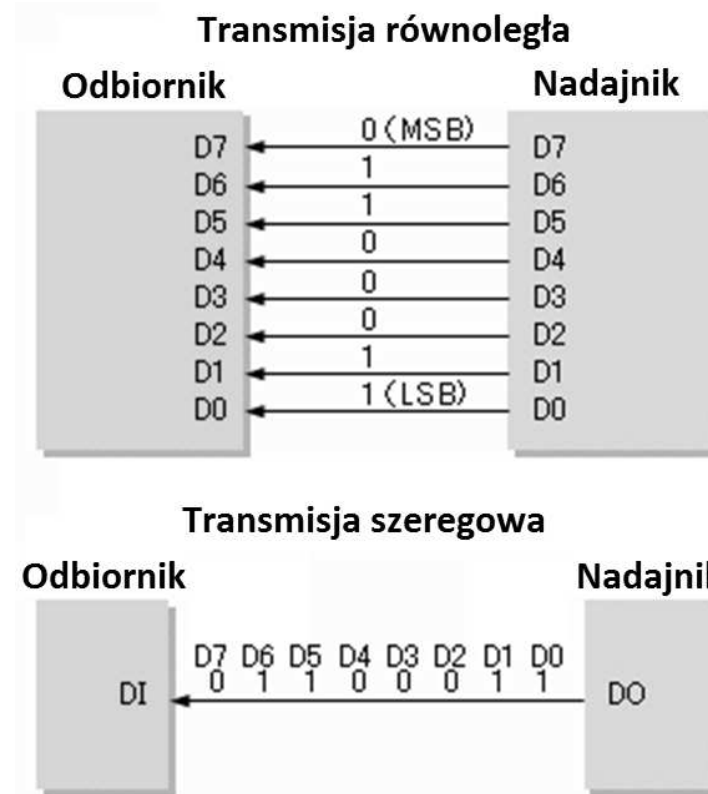 Transmisja równoległa
Odbiornik Nadajnik
0 (MSB)
D7 D7
1
D6 D6
1
D5 D5
0
D4 D4
0
D3 D3
0
D2 D2
1
D1 D1
1 (LSB)
D0 D0
Transmisja szeregowa
Odbiornik Nadajnik
D7 D6 D5 D4 D3 D2 D1 D0
0 1 1 0 0 0 1 1
DI DO